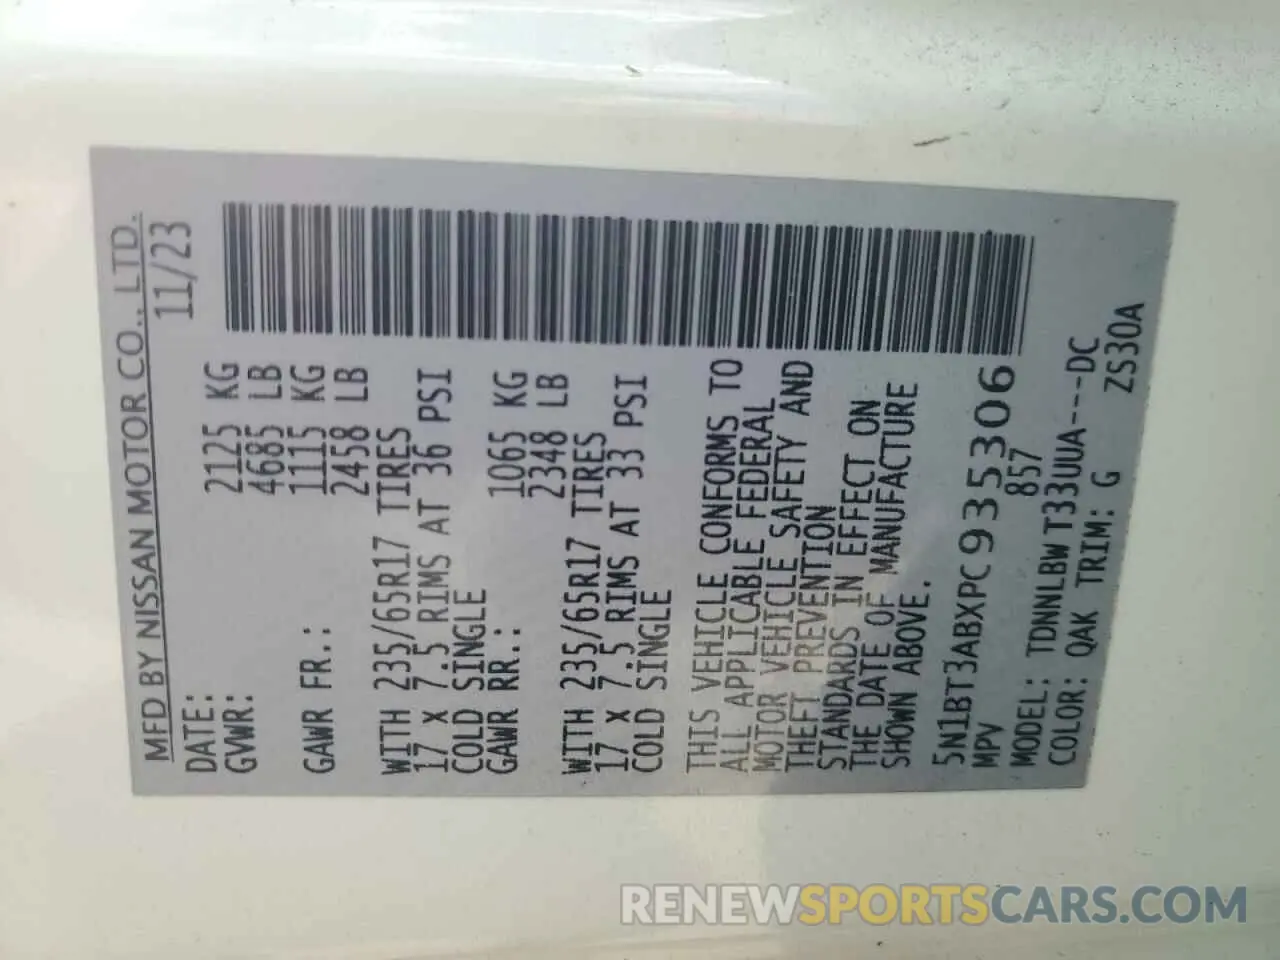 MFD BY NISSAN MOTOR CO., LTD.
DATE: 11/23
GVWR: 2125 KG
4685 LB
GAWR FR.: 1115 KG
2458 LB
WITH 235/65R17 TIRES
17 X 7.5 RIMS AT 36 PSI
COLD SINGLE
GAWR RR.: 1065 KG
2348 LB
WITH 235/65R17 TIRES
17 X 7.5 RIMS AT 33 PSI
COLD SINGLE
THIS VEHICLE CONFORMS TO
ALL APPLICABLE FEDERAL
MOTOR VEHICLE SAFETY AND
THEFT PREVENTION
STANDARDS IN EFFECT ON
THE DATE OF MANUFACTURE
SHOWN ABOVE.
5N1BT3ABXPC935306
MPV 857
MODEL: TDNNLBW T33UUA---DC
COLOR: QAK TRIM: G ZS30A
RENEWSPORTSCARS.COM